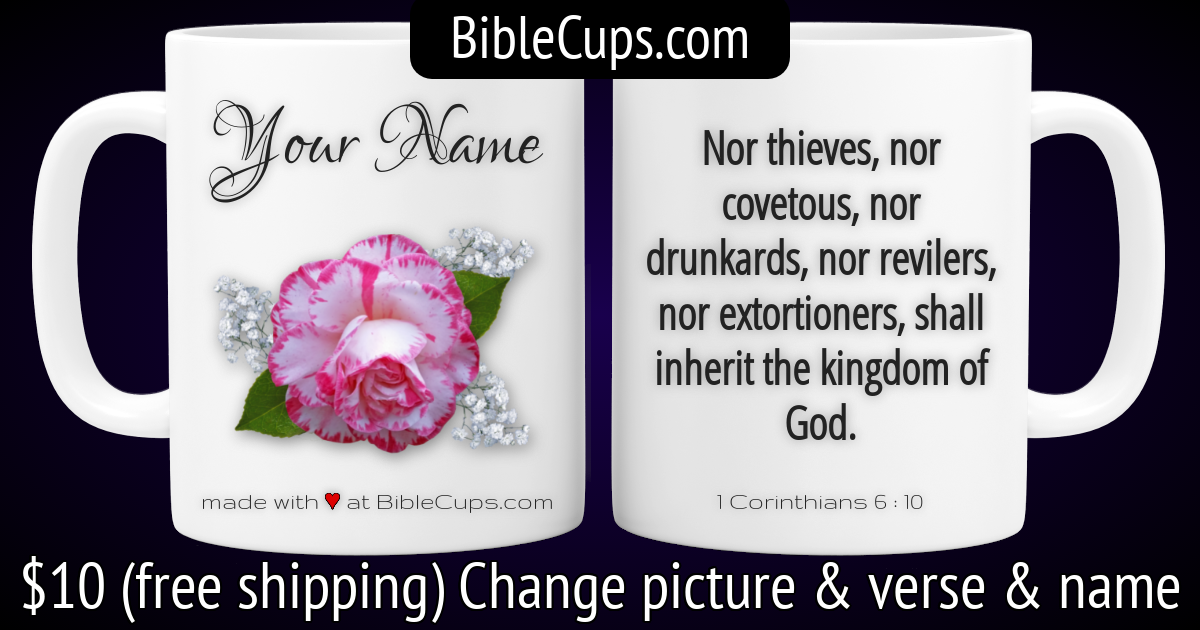 BibleCups.com
Your Name
made with ♥ at BibleCups.com
Nor thieves, nor
covetous, nor
drunkards, nor revilers,
nor extortioners, shall
inherit the kingdom of
God.
1 Corinthians 6 : 10
$10 (free shipping) Change picture & verse & name